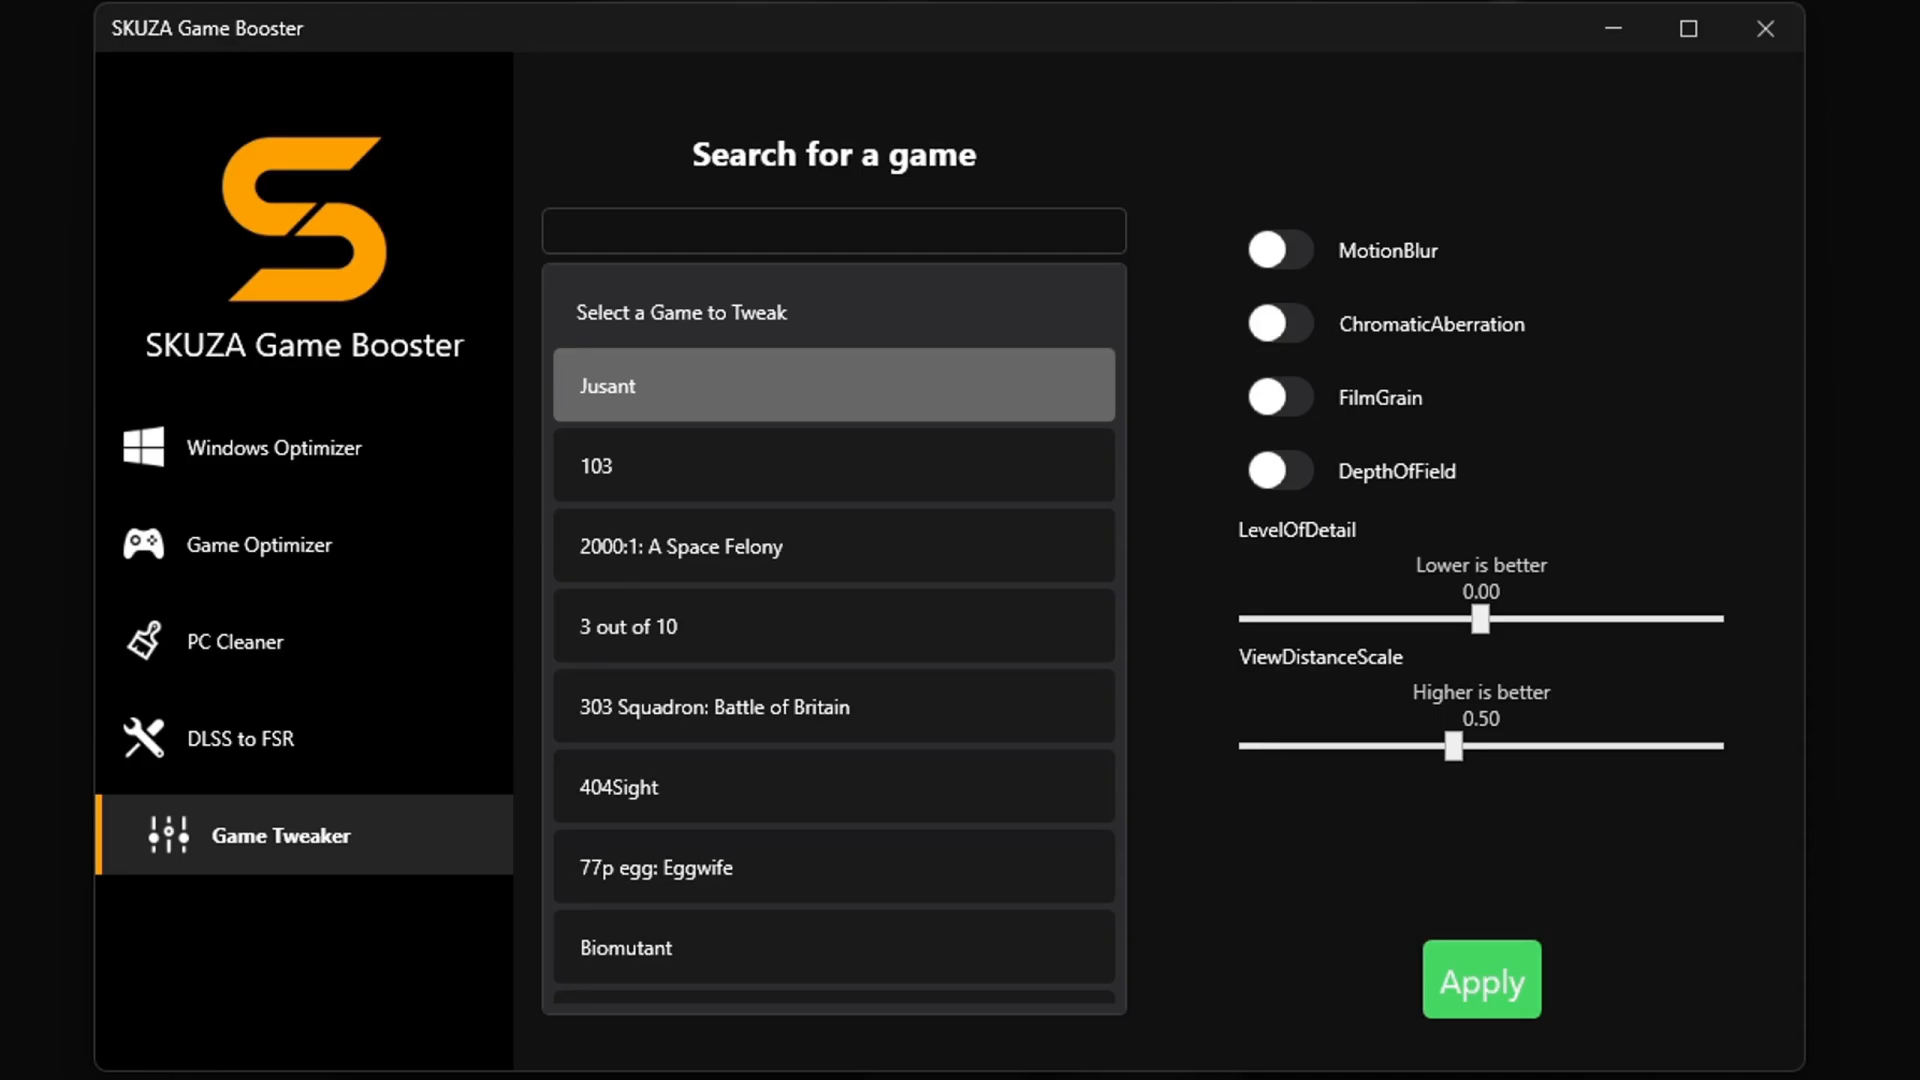 SKUZA Game Booster
SKUZA Game Booster
Windows Optimizer
Game Optimizer
PC Cleaner
DLSS to FSR
Game Tweaker
Search for a game
Select a Game to Tweak
Jusant
103
2000:1: A Space Felony
3 out of 10
303 Squadron: Battle of Britain
404Sight
77p egg: Eggwife
Biomutant
MotionBlur
ChromaticAberration
FilmGrain
DepthOfField
LevelOfDetail
Lower is better
0.00
ViewDistanceScale
Higher is better
0.50
Apply